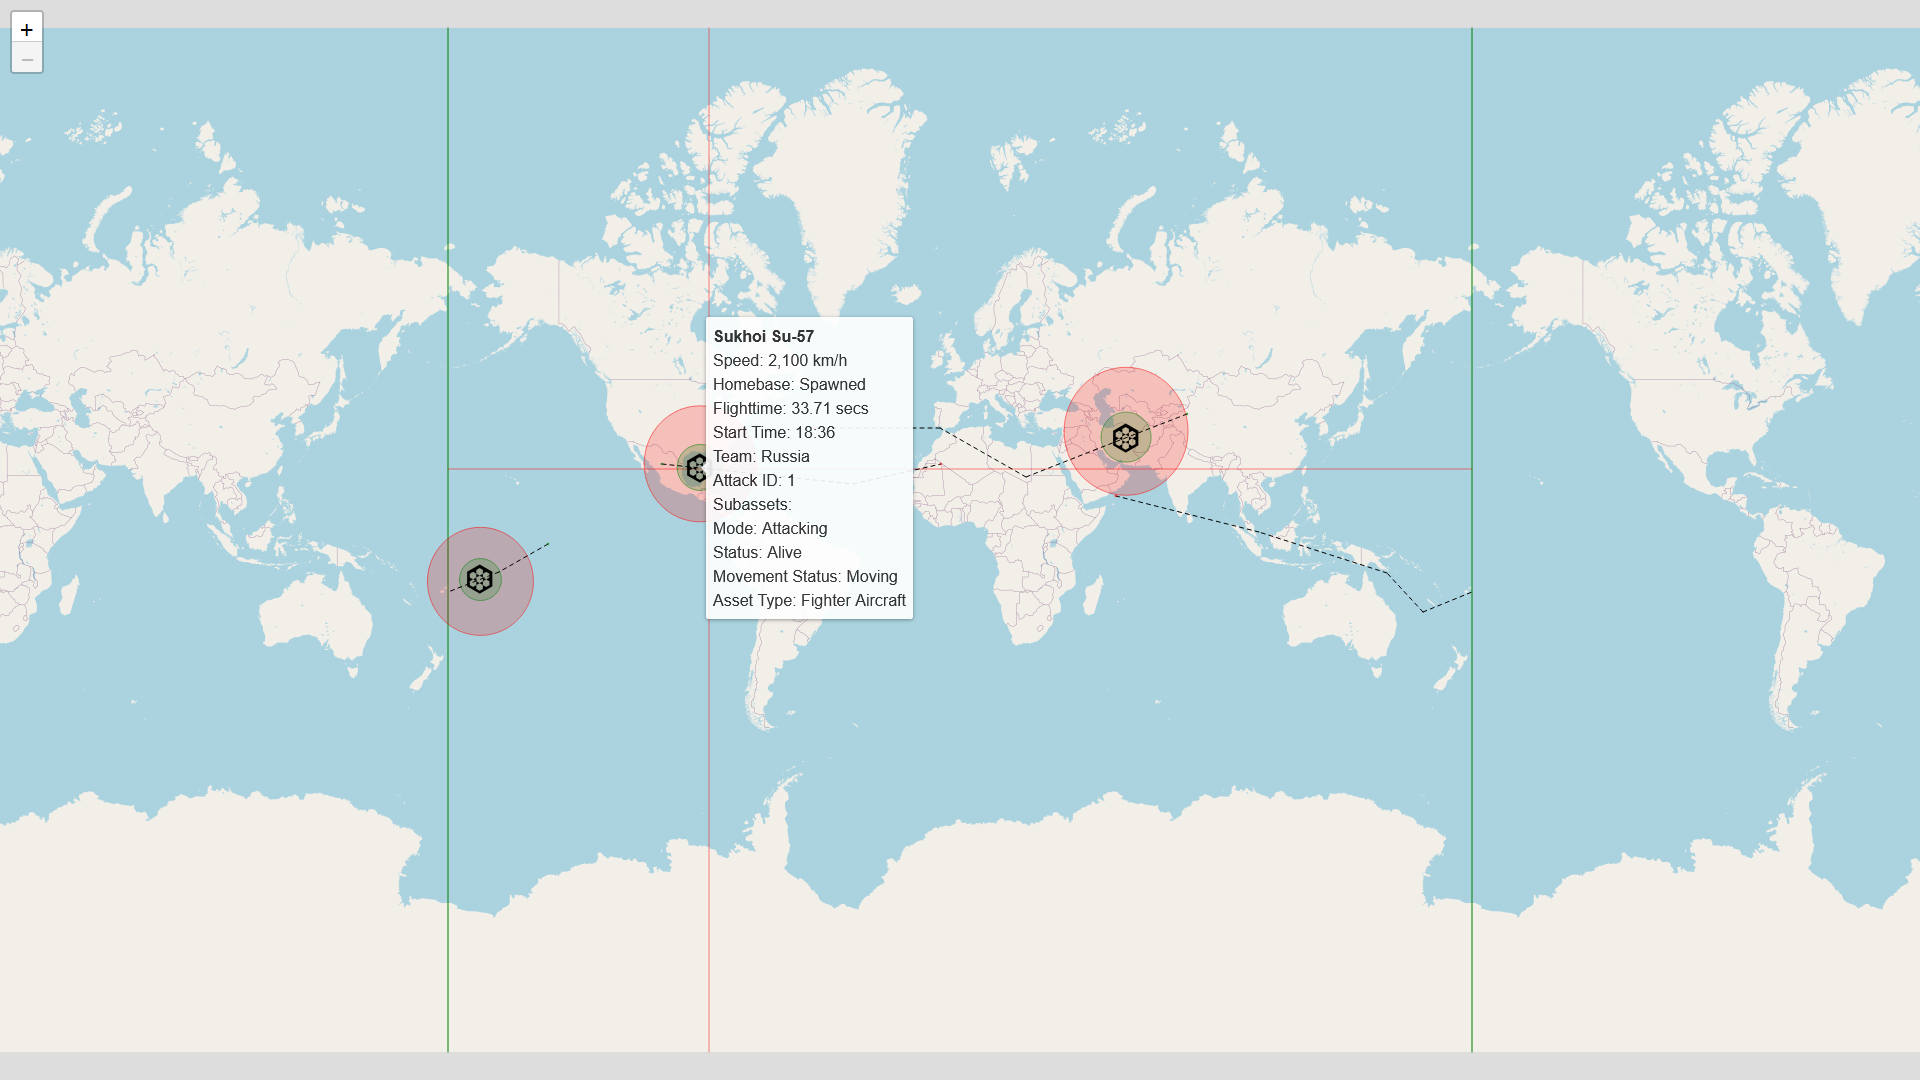 +
−
Sukhoi Su-57
Speed: 2,100 km/h
Homebase: Spawned
Flighttime: 33.71 secs
Start Time: 18:36
Team: Russia
Attack ID: 1
Subassets:
Mode: Attacking
Status: Alive
Movement Status: Moving
Asset Type: Fighter Aircraft